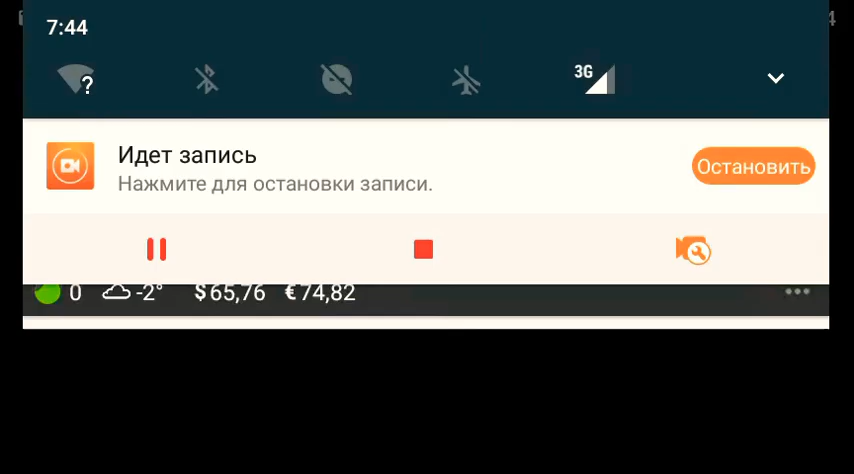 7:44
?
3G
Идет запись
Нажмите для остановки записи.
Остановить
0 -2° $65,76 €74,82